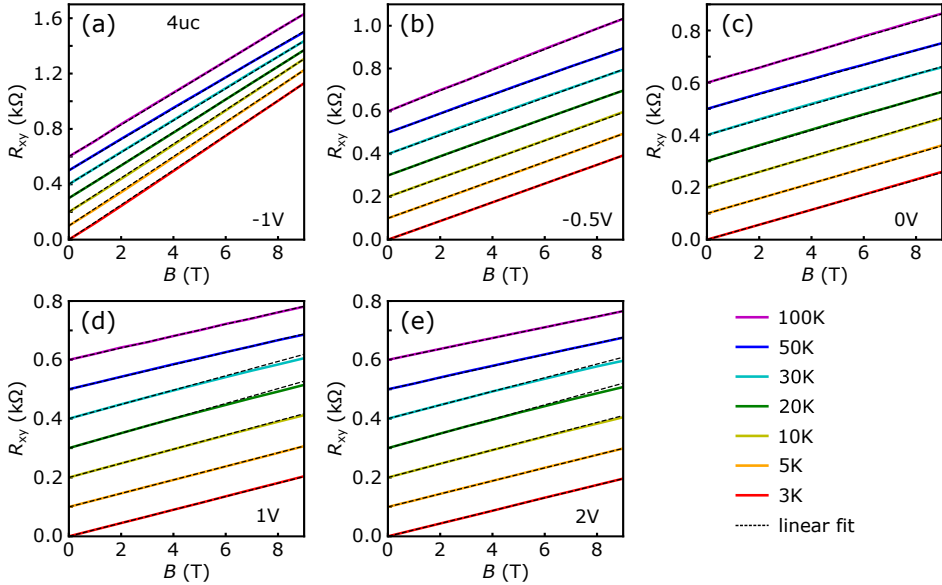 (a) 4uc
1.6
1.2
0.8
0.4
0.0
Rxy (kΩ)
0 2 4 6 8
B (T)
-1V
(b)
1.0
0.8
0.6
0.4
0.2
0.0
Rxy (kΩ)
0 2 4 6 8
B (T)
-0.5V
(c)
0.8
0.6
0.4
0.2
0.0
Rxy (kΩ)
0 2 4 6 8
B (T)
0V
(d)
0.8
0.6
0.4
0.2
0.0
Rxy (kΩ)
0 2 4 6 8
B (T)
1V
(e)
0.8
0.6
0.4
0.2
0.0
Rxy (kΩ)
0 2 4 6 8
B (T)
2V
100K
50K
30K
20K
10K
5K
3K
linear fit